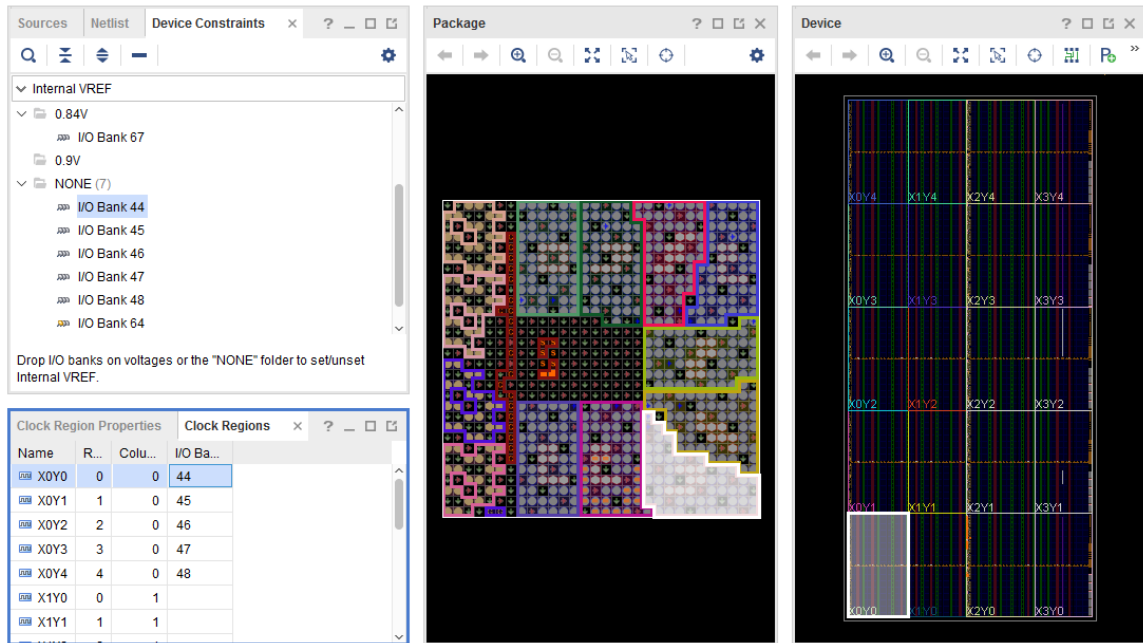 Sources Netlist Device Constraints × ? _
Internal VREF
0.84V
I/O Bank 67
0.9V
NONE (7)
I/O Bank 44
I/O Bank 45
I/O Bank 46
I/O Bank 47
I/O Bank 48
I/O Bank 64
Drop I/O banks on voltages or the "NONE" folder to set/unset
Internal VREF.
Clock Region Properties Clock Regions × ? _
Name R... Colu... I/O Ba...
X0Y0 0 0 44
X0Y1 1 0 45
X0Y2 2 0 46
X0Y3 3 0 47
X0Y4 4 0 48
X1Y0 0 1
X1Y1 1 1
Package ? ×
Device ? ×
»
X0Y4 X1Y4 X2Y4 X3Y4
X0Y3 X1Y3 X2Y3 X3Y3
X0Y2 X1Y2 X2Y2 X3Y2
X0Y1 X1Y1 X2Y1 X3Y1
X0Y0 X1Y0 X2Y0 X3Y0